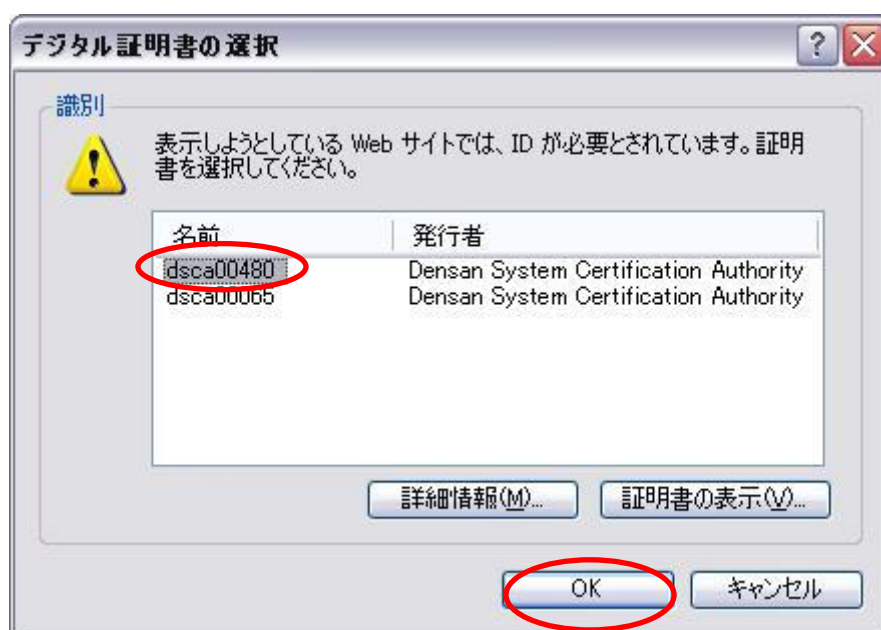 デジタル証明書の選択
識別
表示しようとしている Web サイトでは、ID が必要とされています。証明
書を選択してください。
名前 発行者
dsca00480 Densan System Certification Authority
dsca00065 Densan System Certification Authority
詳細情報(M)... 証明書の表示(V)...
OK キャンセル